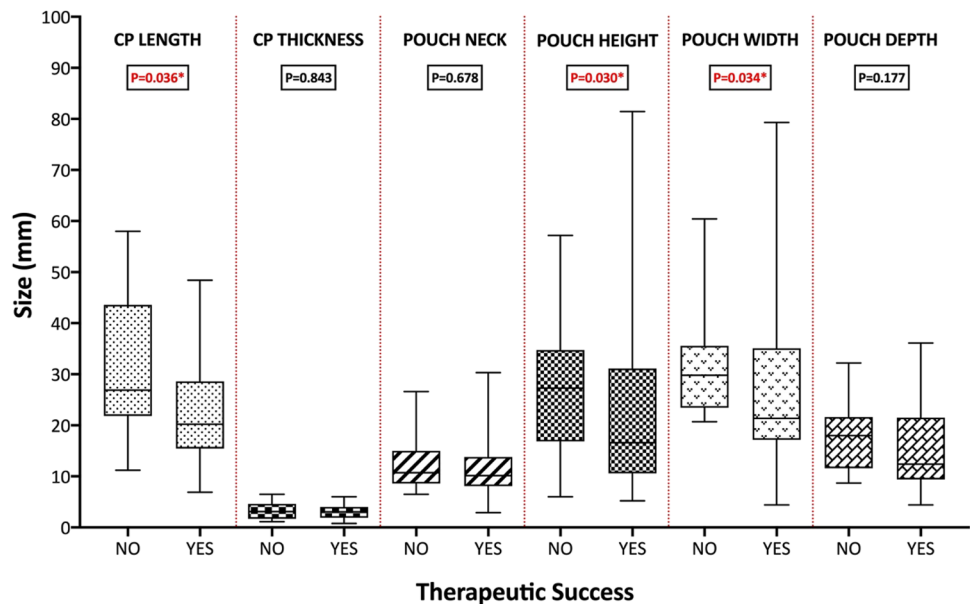 CP LENGTH CP THICKNESS POUCH NECK POUCH HEIGHT POUCH WIDTH POUCH DEPTH
P=0.036* P=0.843 P=0.678 P=0.030* P=0.034* P=0.177
100
90
80
70
60
50
40
30
20
10
0
Size (mm)
NO YES NO YES NO YES NO YES NO YES NO YES
Therapeutic Success